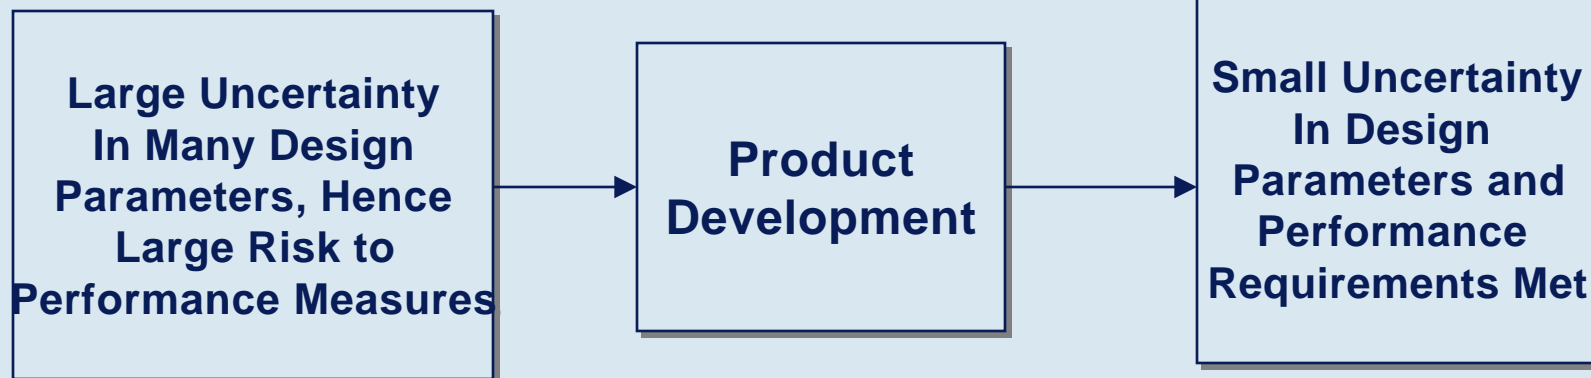 Large Uncertainty
In Many Design
Parameters, Hence
Large Risk to
Performance Measures
Product
Development
Small Uncertainty
In Design
Parameters and
Performance
Requirements Met